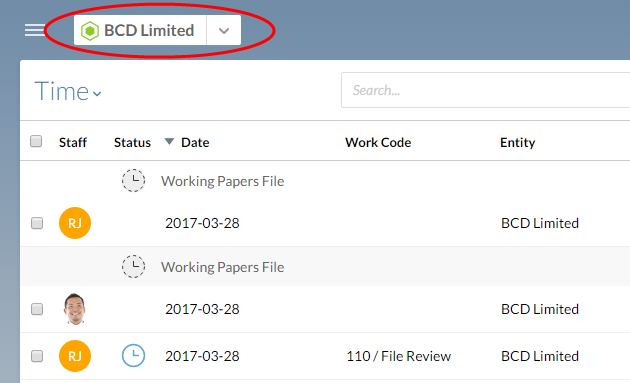 BCD Limited
Time
Search...
Staff Status Date Work Code Entity
Working Papers File
RJ 2017-03-28 BCD Limited
Working Papers File
2017-03-28 BCD Limited
RJ 2017-03-28 110 / File Review BCD Limited